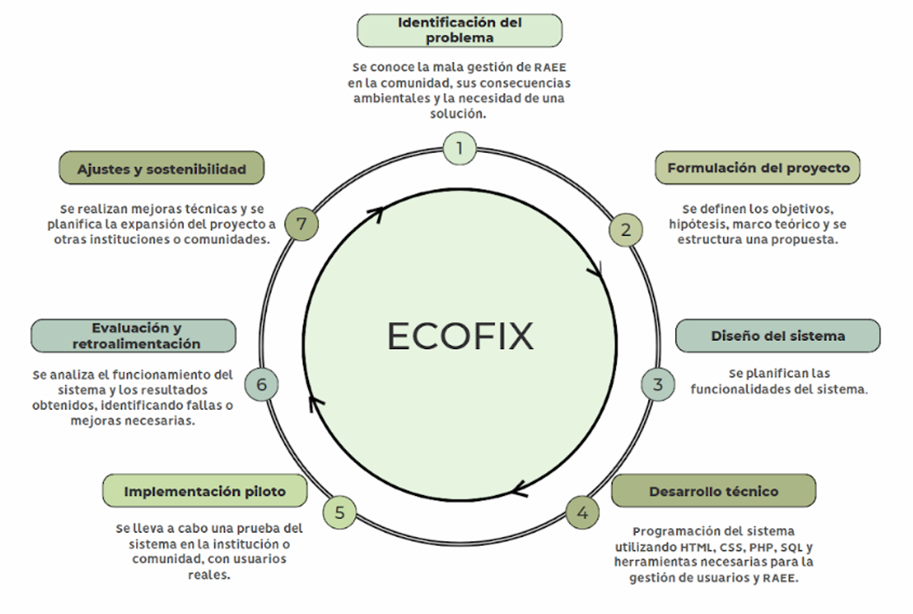 Identificación del
problema
Se conoce la mala gestión de RAEE
en la comunidad, sus consecuencias
ambientales y la necesidad de una
solución.
1
Formulación del proyecto
Se definen los objetivos,
hipótesis, marco teórico y se
estructura una propuesta.
2
Diseño del sistema
Se planifican las
funcionalidades del sistema.
3
Desarrollo técnico
Programación del sistema
utilizando HTML, CSS, PHP, SQL y
herramientas necesarias para la
gestión de usuarios y RAEE.
4
Implementación piloto
Se lleva a cabo una prueba del
sistema en la institución o
comunidad, con usuarios
reales.
5
Evaluación y
retroalimentación
Se analiza el funcionamiento del
sistema y los resultados
obtenidos, identificando fallas o
mejoras necesarias.
6
Ajustes y sostenibilidad
Se realizan mejoras técnicas y se
planifica la expansión del proyecto a
otras instituciones o comunidades.
7
ECOFIX